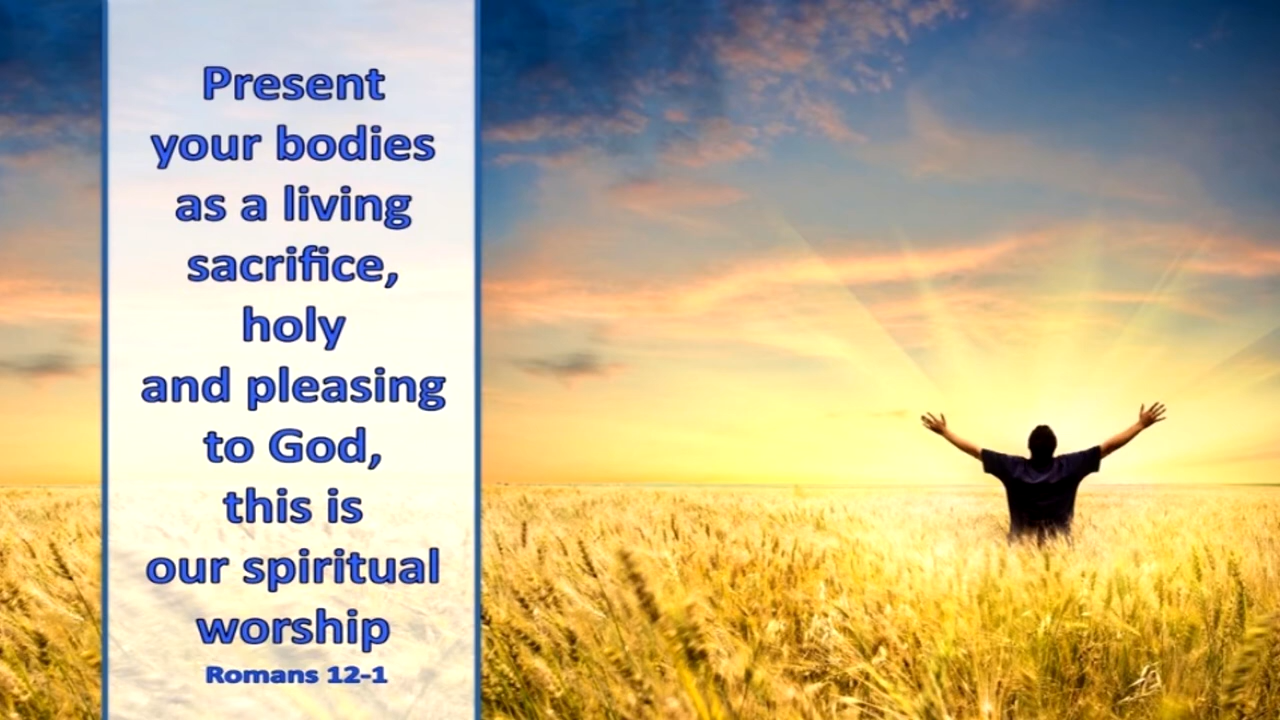 Present
your bodies
as a living
sacrifice,
holy
and pleasing
to God,
this is
our spiritual
worship
Romans 12-1